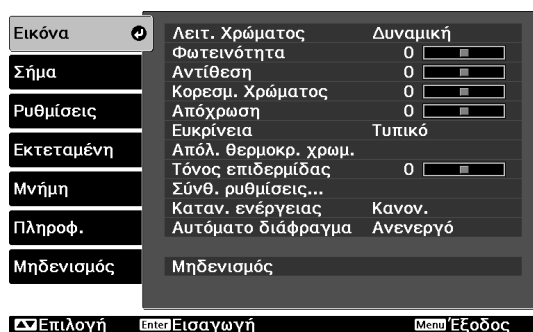 Εικόνα
Σήμα
Ρυθμίσεις
Εκτεταμένη
Μνήμη
Πληροφ.
Μηδενισμός
Λειτ. Χρώματος Δυναμική
Φωτεινότητα 0
Αντίθεση 0
Κορεσμ. Χρώματος 0
Απόχρωση 0
Ευκρίνεια Τυπικό
Απόλ. θερμοκρ. χρωμ.
Τόνος επιδερμίδας 0
Σύνθ. ρυθμίσεις...
Καταν. ενέργειας Κανον.
Αυτόματο διάφραγμα Ανενεργό
Μηδενισμός
Επιλογή Enter Εισαγωγή Menu Έξοδος